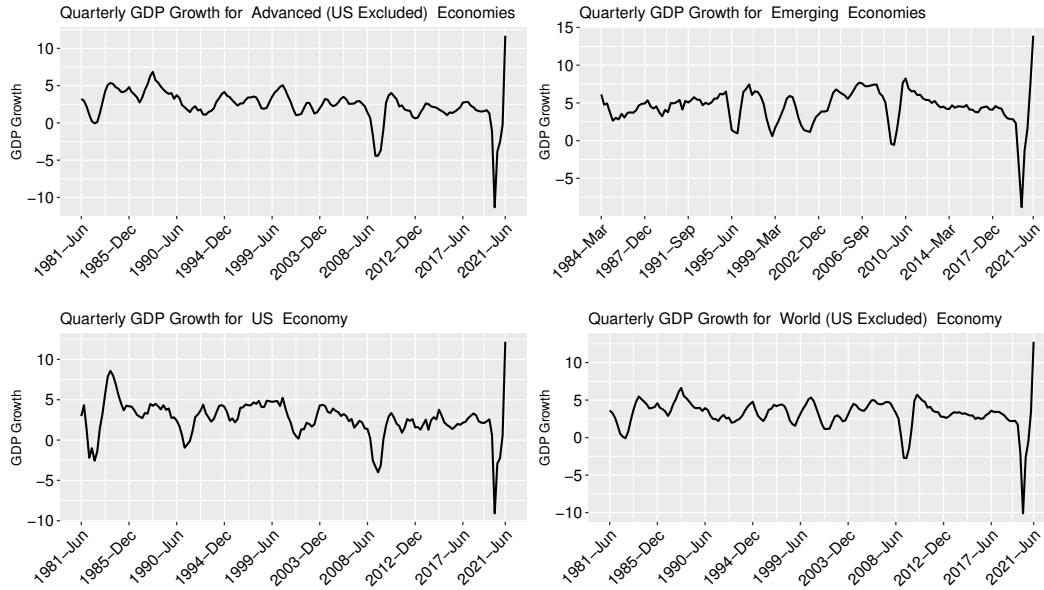 Quarterly GDP Growth for  Advanced (US Excluded)  Economies
GDP Growth
10
5
0
−5
−10
1981−Jun
1985−Dec
1990−Jun
1994−Dec
1999−Jun
2003−Dec
2008−Jun
2012−Dec
2017−Jun
2021−Jun
Quarterly GDP Growth for  Emerging  Economies
GDP Growth
15
10
5
0
−5
1984−Mar
1987−Dec
1991−Sep
1995−Jun
1999−Mar
2002−Dec
2006−Sep
2010−Jun
2014−Mar
2017−Dec
2021−Jun
Quarterly GDP Growth for  US  Economy
GDP Growth
10
5
0
−5
−10
1981−Jun
1985−Dec
1990−Jun
1994−Dec
1999−Jun
2003−Dec
2008−Jun
2012−Dec
2017−Jun
2021−Jun
Quarterly GDP Growth for  World (US Excluded)  Economy
GDP Growth
10
5
0
−5
−10
1981−Jun
1985−Dec
1990−Jun
1994−Dec
1999−Jun
2003−Dec
2008−Jun
2012−Dec
2017−Jun
2021−Jun